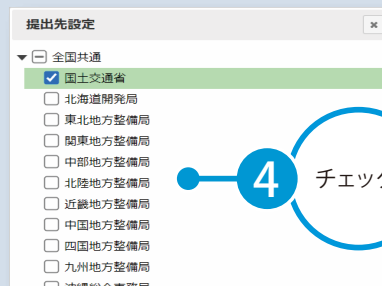 提出先設定
全国共通
国土交通省
北海道開発局
東北地方整備局
関東地方整備局
中部地方整備局
北陸地方整備局
近畿地方整備局
中国地方整備局
四国地方整備局
九州地方整備局
4
チェック